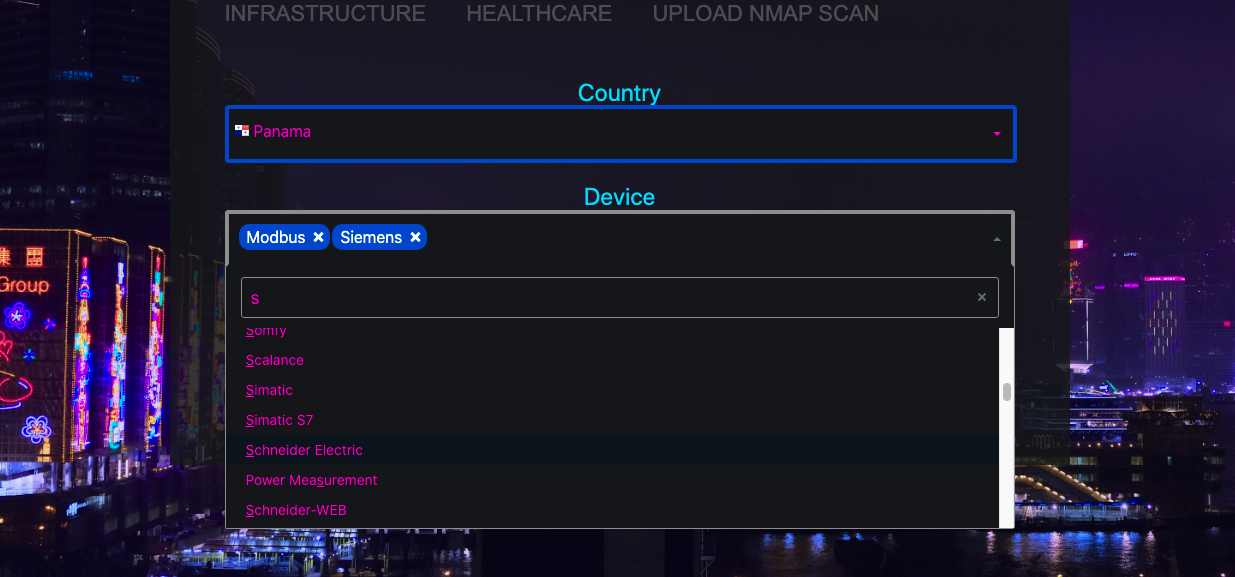 INFRASTRUCTURE HEALTHCARE UPLOAD NMAP SCAN
Country
Panama
Device
Modbus × Siemens ×
s ×
Somfy
Scalance
Simatic
Simatic S7
Schneider Electric
Power Measurement
Schneider-WEB
集團
Group
LIPPO